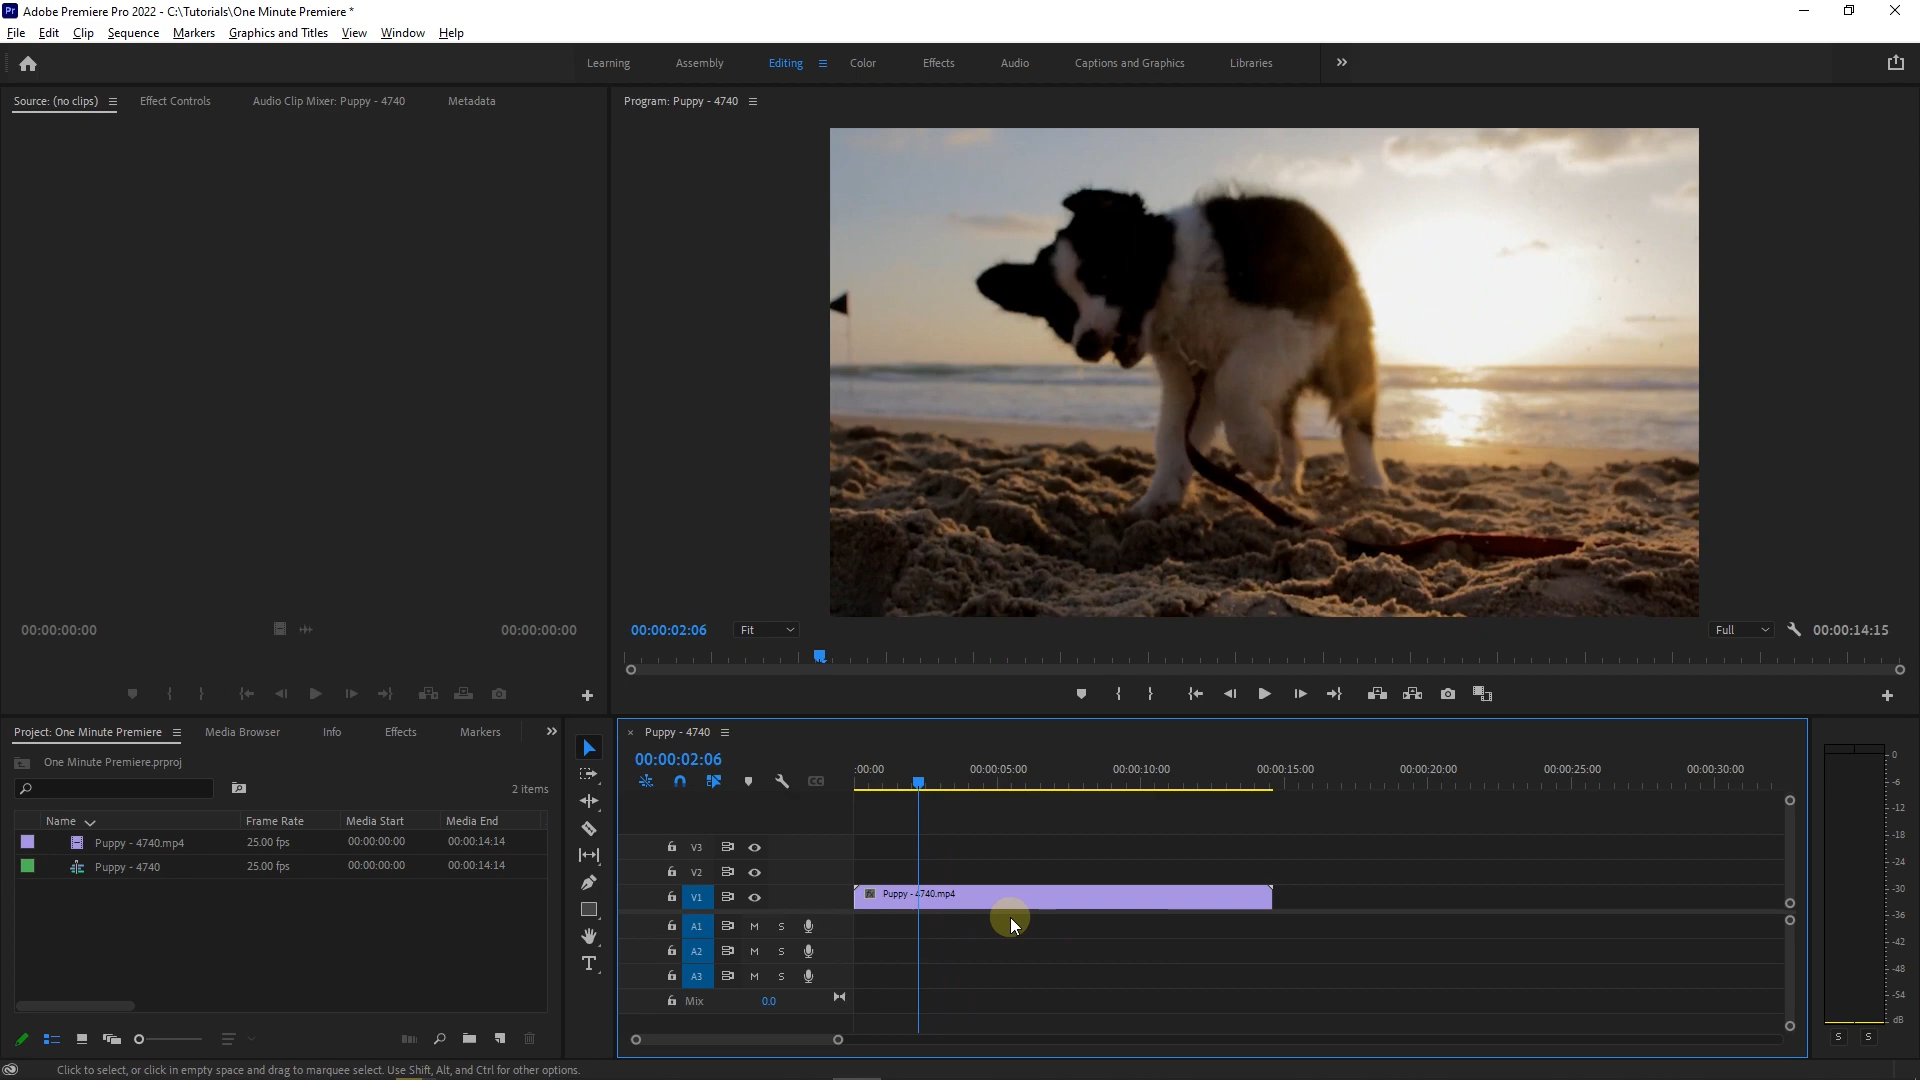 Pr Adobe Premiere Pro 2022 - C:\Tutorials\One Minute Premiere *
File Edit Clip Sequence Markers Graphics and Titles View Window Help
Learning Assembly Editing Color Effects Audio Captions and Graphics Libraries
Source: (no clips) Effect Controls Audio Clip Mixer: Puppy - 4740 Metadata
Program: Puppy - 4740
00:00:00:00 00:00:00:00
00:00:02:06 Fit Full 00:00:14:15
Project: One Minute Premiere Media Browser Info Effects Markers
One Minute Premiere.prproj
2 items
Name Frame Rate Media Start Media End
Puppy - 4740.mp4 25.00 fps 00:00:00:00 00:00:14:14
Puppy - 4740 25.00 fps 00:00:00:00 00:00:14:14
× Puppy - 4740
00:00:02:06
:00:00 00:00:05:00 00:00:10:00 00:00:15:00 00:00:20:00 00:00:25:00 00:00:30:00
V3
V2
V1 fx Puppy - 4740.mp4
A1 M S
A2 M S
A3 M S
Mix 0.0
0
-6
-12
-18
-24
-30
-36
-42
-48
-54
dB
S S
Click to select, or click in empty space and drag to marquee select. Use Shift, Alt, and Ctrl for other options.